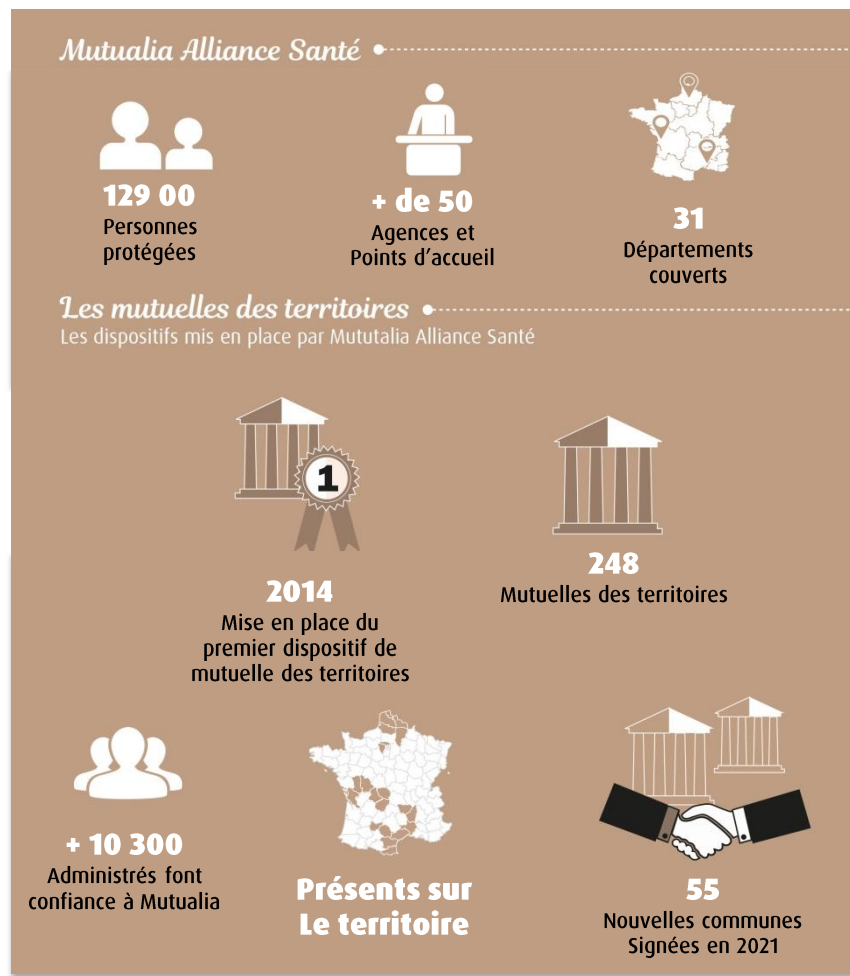 Mutualia Alliance Santé
129 00
Personnes
protégées
+ de 50
Agences et
Points d'accueil
31
Départements
couverts
Les mutuelles des territoires
Les dispositifs mis en place par Mututalia Alliance Santé
1
2014
Mise en place du
premier dispositif de
mutuelle des territoires
248
Mutuelles des territoires
+ 10 300
Administrés font
confiance à Mutualia
Présents sur
Le territoire
55
Nouvelles communes
Signées en 2021